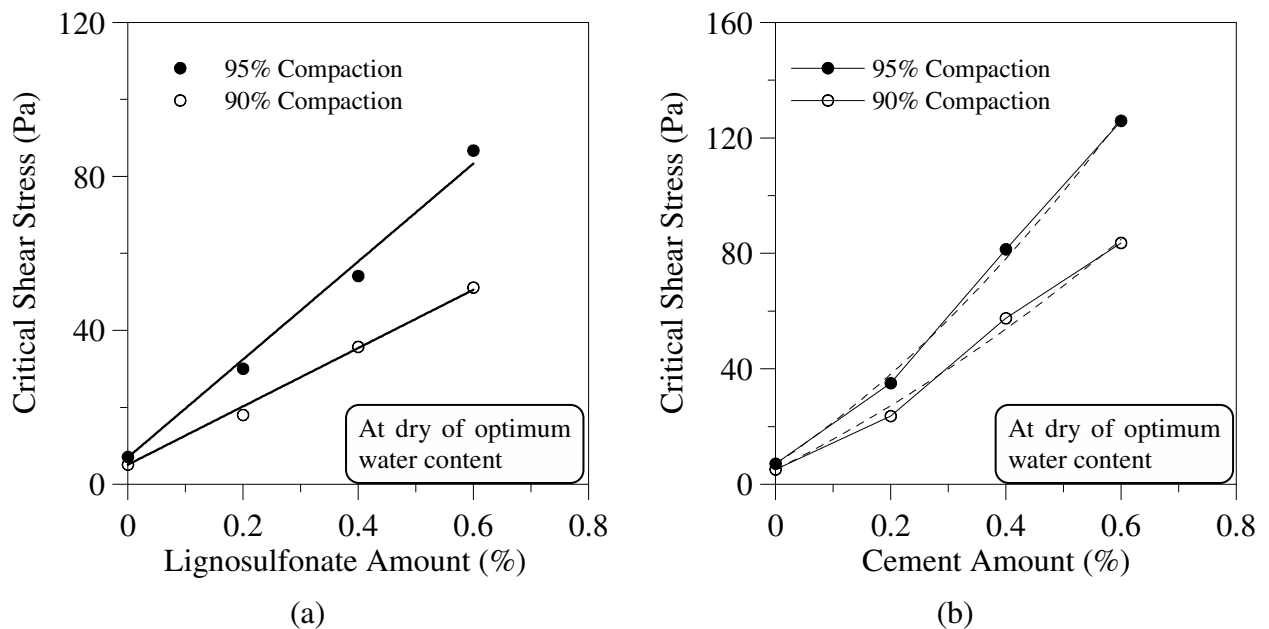 120
80
40
0
Critical Shear Stress (Pa)
95% Compaction
90% Compaction
At dry of optimum
water content
0 0.2 0.4 0.6 0.8
Lignosulfonate Amount (%)
(a)
160
120
80
40
0
Critical Shear Stress (Pa)
95% Compaction
90% Compaction
At dry of optimum
water content
0 0.2 0.4 0.6 0.8
Cement Amount (%)
(b)